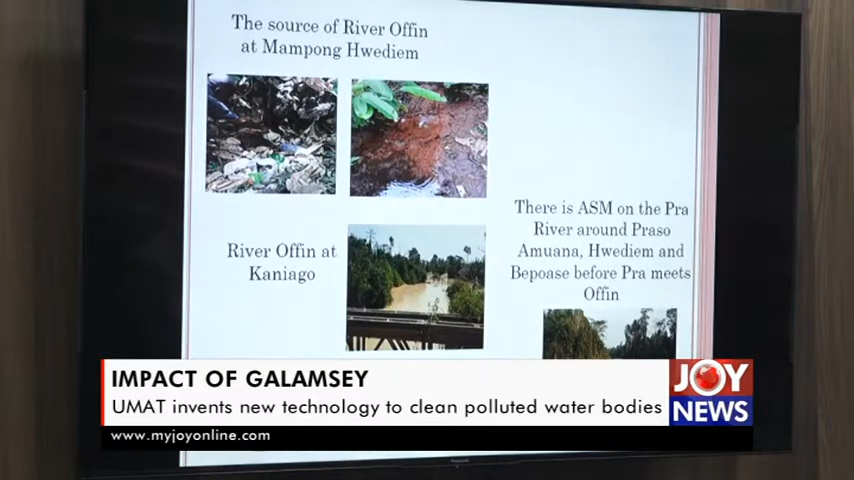 The source of River Offin
at Mampong Hwediem
There is ASM on the Pra
River around Praso
Amuana, Hwediem and
Bepoase before Pra meets
Offin
River Offin at
Kaniago
IMPACT OF GALAMSEY
UMAT invents new technology to clean polluted water bodies
JOY
NEWS
www.myjoyonline.com